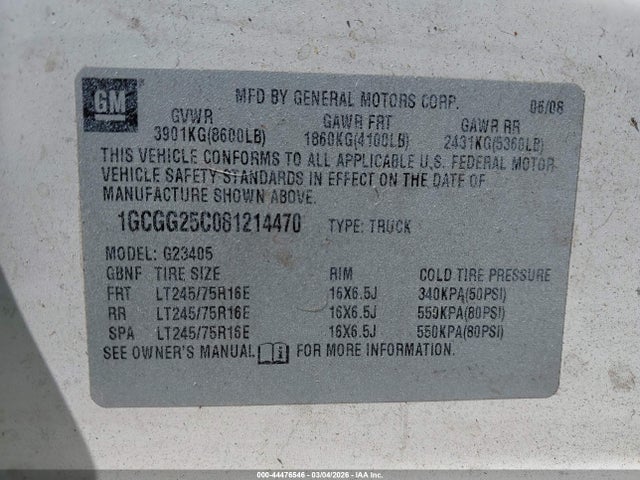 GM
MFD BY GENERAL MOTORS CORP. 06/08
GVWR GAWR FRT GAWR RR
3901KG(8600LB) 1860KG(4100LB) 2431KG(5360LB)
THIS VEHICLE CONFORMS TO ALL APPLICABLE U.S. FEDERAL MOTOR
VEHICLE SAFETY STANDARDS IN EFFECT ON THE DATE OF
MANUFACTURE SHOWN ABOVE.
1GCGG25C081214470 TYPE: TRUCK
MODEL: G23405
GBNF TIRE SIZE RIM COLD TIRE PRESSURE
FRT LT245/75R16E 16X6.5J 340KPA(50PSI)
RR LT245/75R16E 16X6.5J 550KPA(80PSI)
SPA LT245/75R16E 16X6.5J 550KPA(80PSI)
SEE OWNER'S MANUAL FOR MORE INFORMATION.
000-44476546 - 03/04/2026 - IAA Inc.